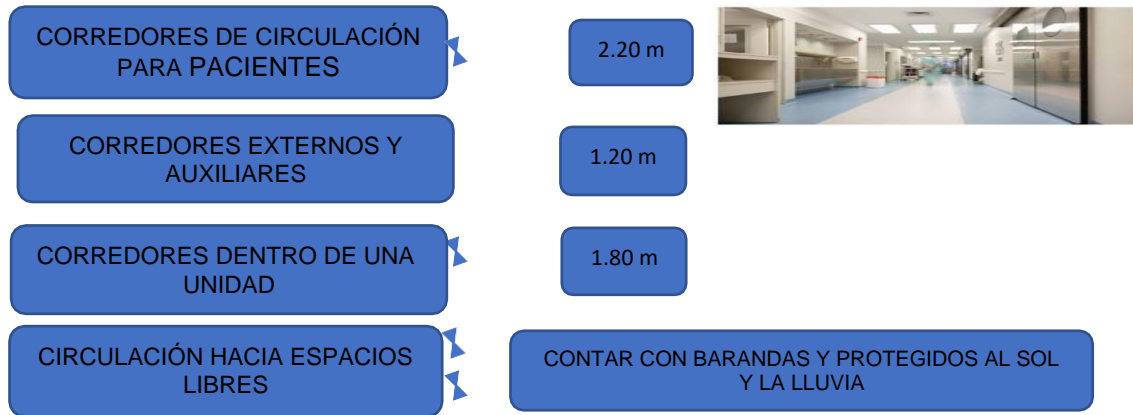 CORREDORES DE CIRCULACIÓN
PARA PACIENTES
2.20 m
CORREDORES EXTERNOS Y
AUXILIARES
1.20 m
CORREDORES DENTRO DE UNA
UNIDAD
1.80 m
CIRCULACIÓN HACIA ESPACIOS
LIBRES
CONTAR CON BARANDAS Y PROTEGIDOS AL SOL
Y LA LLUVIA